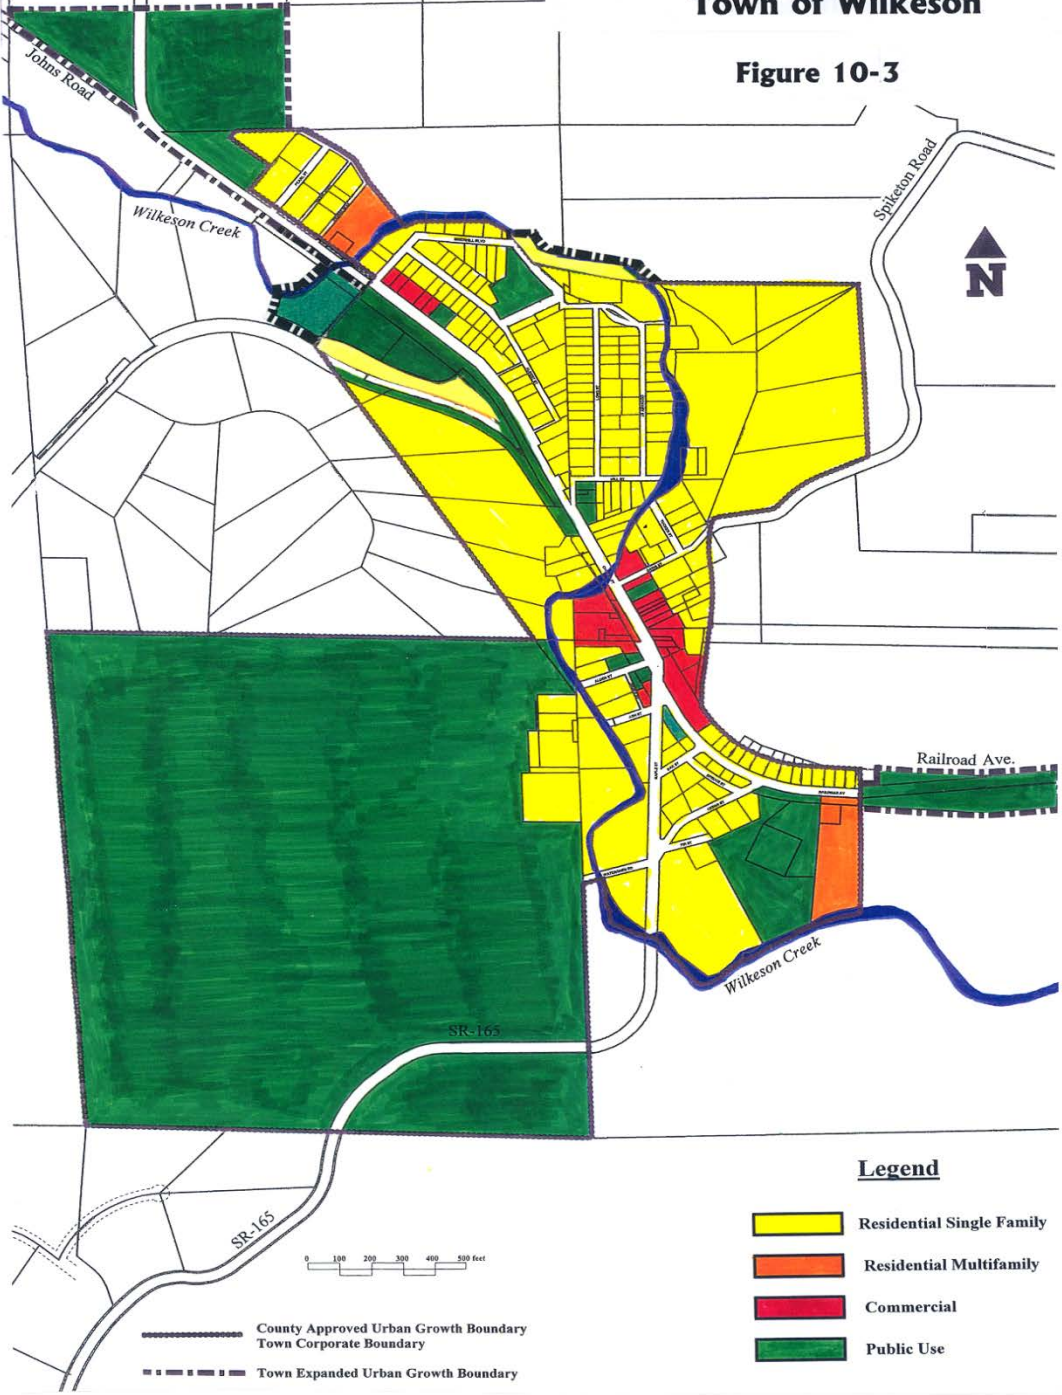 Town of Wilkeson
Figure 10-3
Johns Road
Wilkeson Creek
Spiketon Road
N
Railroad Ave.
Wilkeson Creek
SR-165
SR-165
0 100 200 300 400 500 feet
County Approved Urban Growth Boundary
Town Corporate Boundary
Town Expanded Urban Growth Boundary
Legend
Residential Single Family
Residential Multifamily
Commercial
Public Use